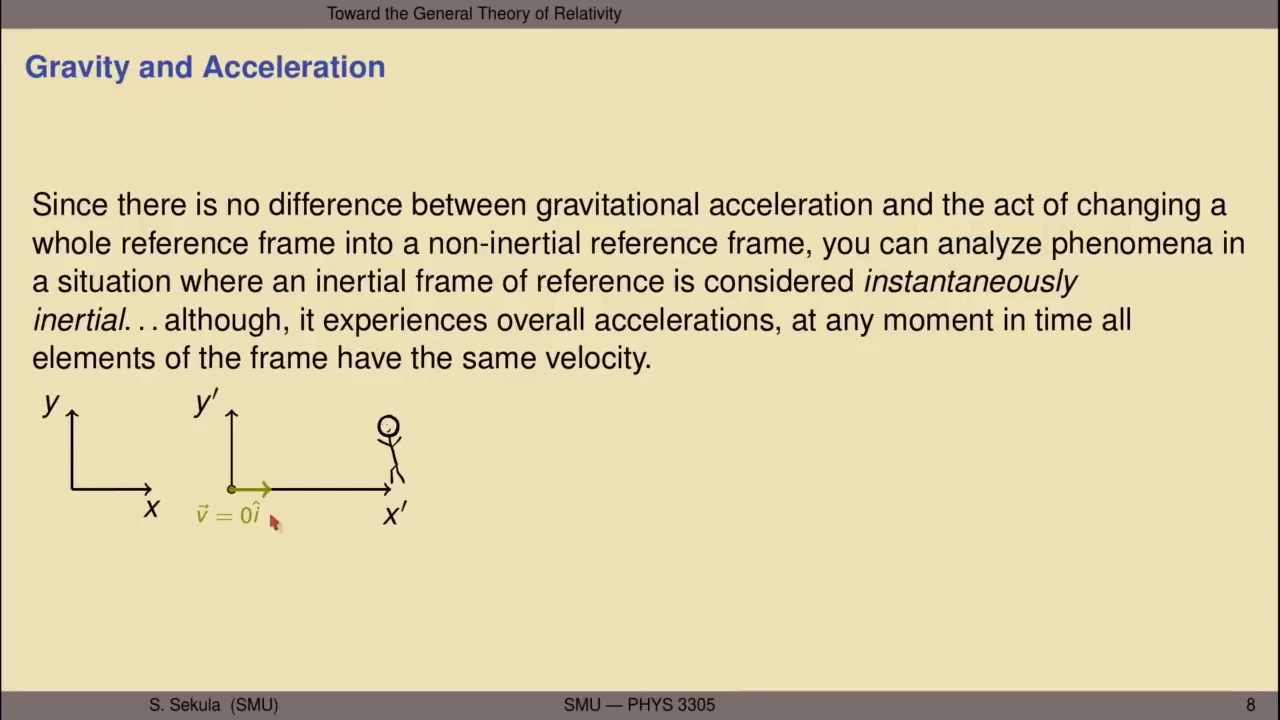 Toward the General Theory of Relativity
Gravity and Acceleration
Since there is no difference between gravitational acceleration and the act of changing a
whole reference frame into a non-inertial reference frame, you can analyze phenomena in
a situation where an inertial frame of reference is considered instantaneously
inertial. . . although, it experiences overall accelerations, at any moment in time all
elements of the frame have the same velocity.
y y′
x v⃗ = 0î x′
S. Sekula (SMU) SMU — PHYS 3305 8